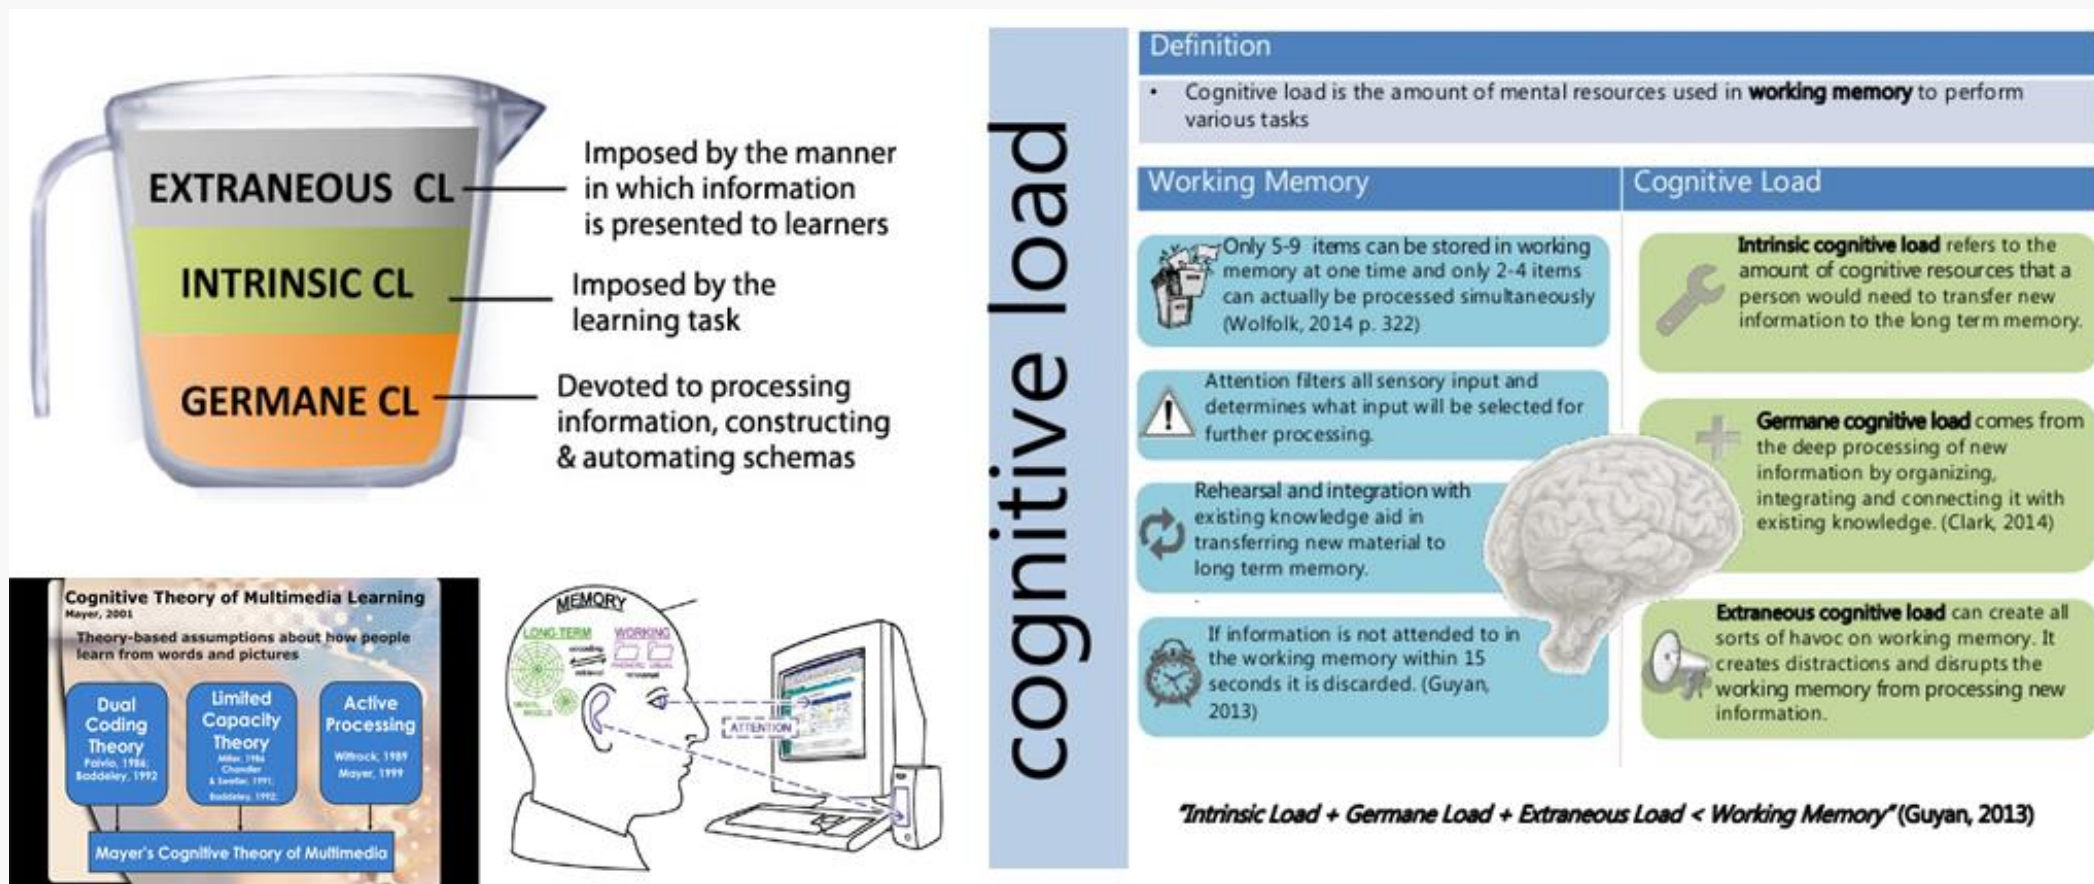 EXTRANEOUS CL
Imposed by the manner
in which information
is presented to learners
INTRINSIC CL
Imposed by the
learning task
GERMANE CL
Devoted to processing
information, constructing
& automating schemas
Cognitive Theory of Multimedia Learning
Mayer, 2001
Theory-based assumptions about how people
learn from words and pictures
Dual
Coding
Theory
Paivio, 1986;
Baddeley, 1992
Limited
Capacity
Theory
Chandler
Baddeley, 1992;
Active
Processing
Wittrock, 1989
Mayer, 1999
Mayer's Cognitive Theory of Multimedia
MEMORY
LONG-TERM
WORKING
ATTENTION
cognitive load
Definition
• Cognitive load is the amount of mental resources used in working memory to perform
various tasks
Working Memory
Only 5-9 items can be stored in working
memory at one time and only 2-4 items
can actually be processed simultaneously
(Wolfolk, 2014 p. 322)
Attention filters all sensory input and
determines what input will be selected for
further processing.
Rehearsal and integration with
existing knowledge aid in
transferring new material to
long term memory.
If information is not attended to in
the working memory within 15
seconds it is discarded. (Guyan,
2013)
Cognitive Load
Intrinsic cognitive load refers to the
amount of cognitive resources that a
person would need to transfer new
information to the long term memory.
Germane cognitive load comes from
the deep processing of new
information by organizing,
integrating and connecting it with
existing knowledge. (Clark, 2014)
Extraneous cognitive load can create all
sorts of havoc on working memory. It
creates distractions and disrupts the
working memory from processing new
information.
"Intrinsic Load + Germane Load + Extraneous Load < Working Memory" (Guyan, 2013)